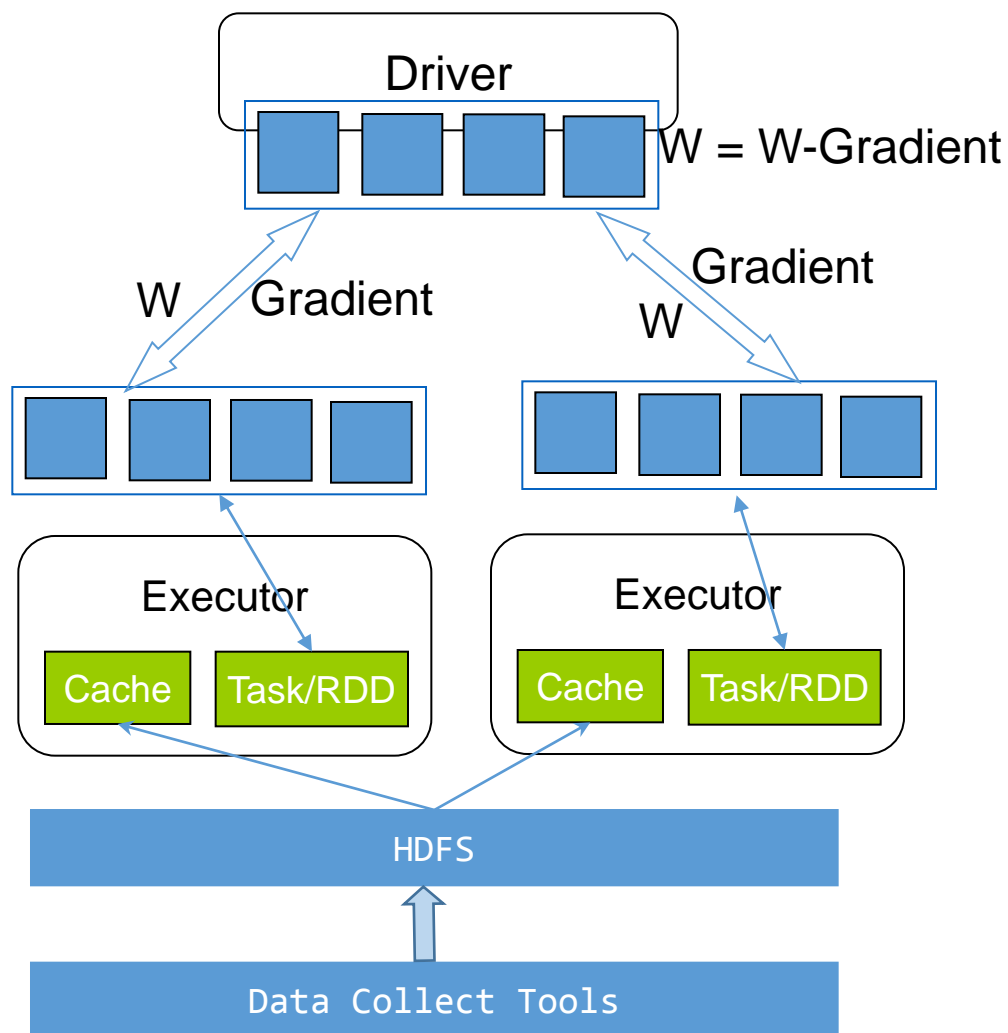 Driver
W = W-Gradient
W
Gradient
Gradient
W
Executor
Cache
Task/RDD
Executor
Cache
Task/RDD
HDFS
Data Collect Tools